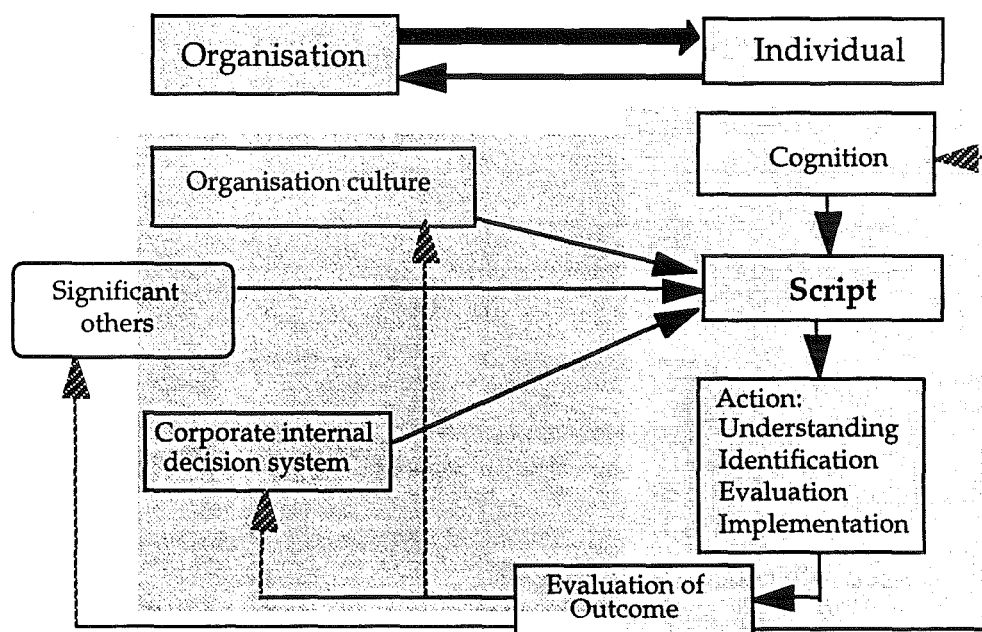 Organisation
Individual
Cognition
Organisation culture
Significant
others
Script
Corporate internal
decision system
Action:
Understanding
Identification
Evaluation
Implementation
Evaluation of
Outcome